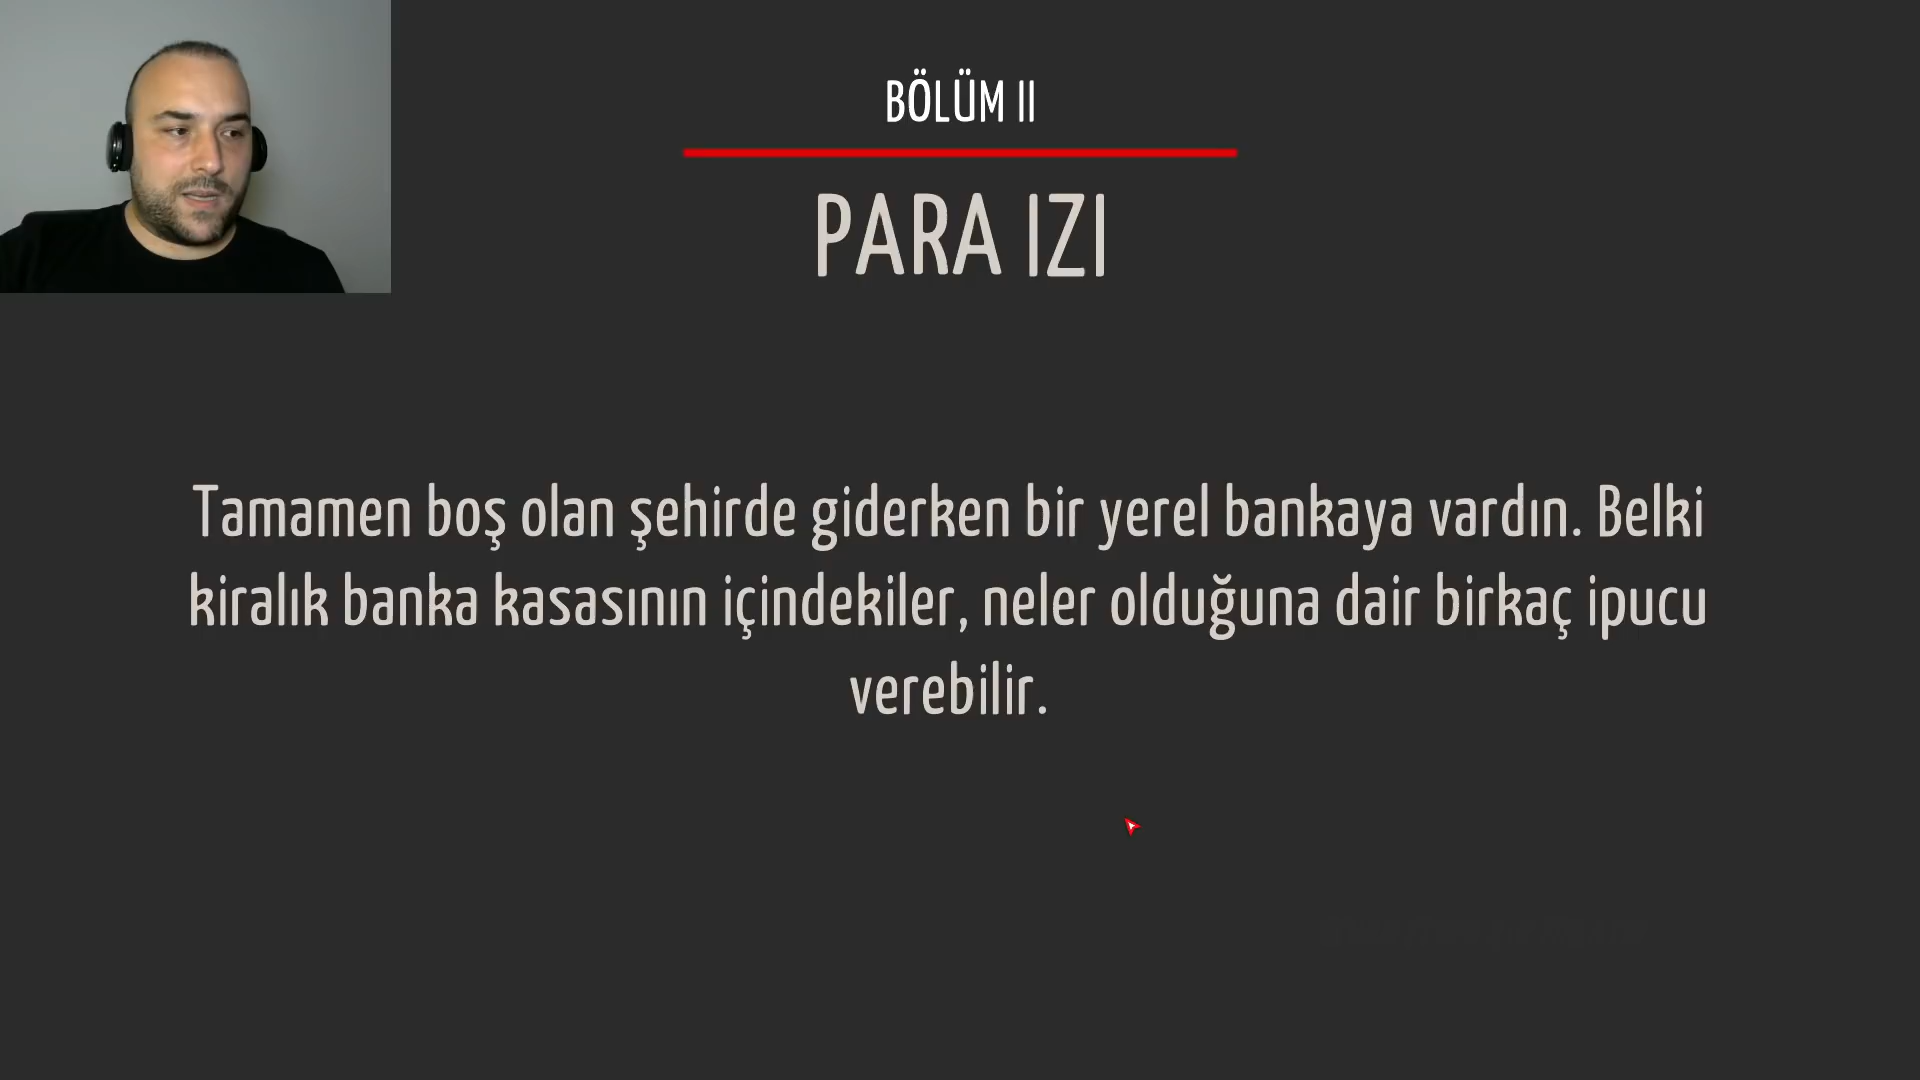 BÖLÜM II
PARA IZI
Tamamen boş olan şehirde giderken bir yerel bankaya vardın. Belki
kiralık banka kasasının içindekiler, neler olduğuna dair birkaç ipucu
verebilir.